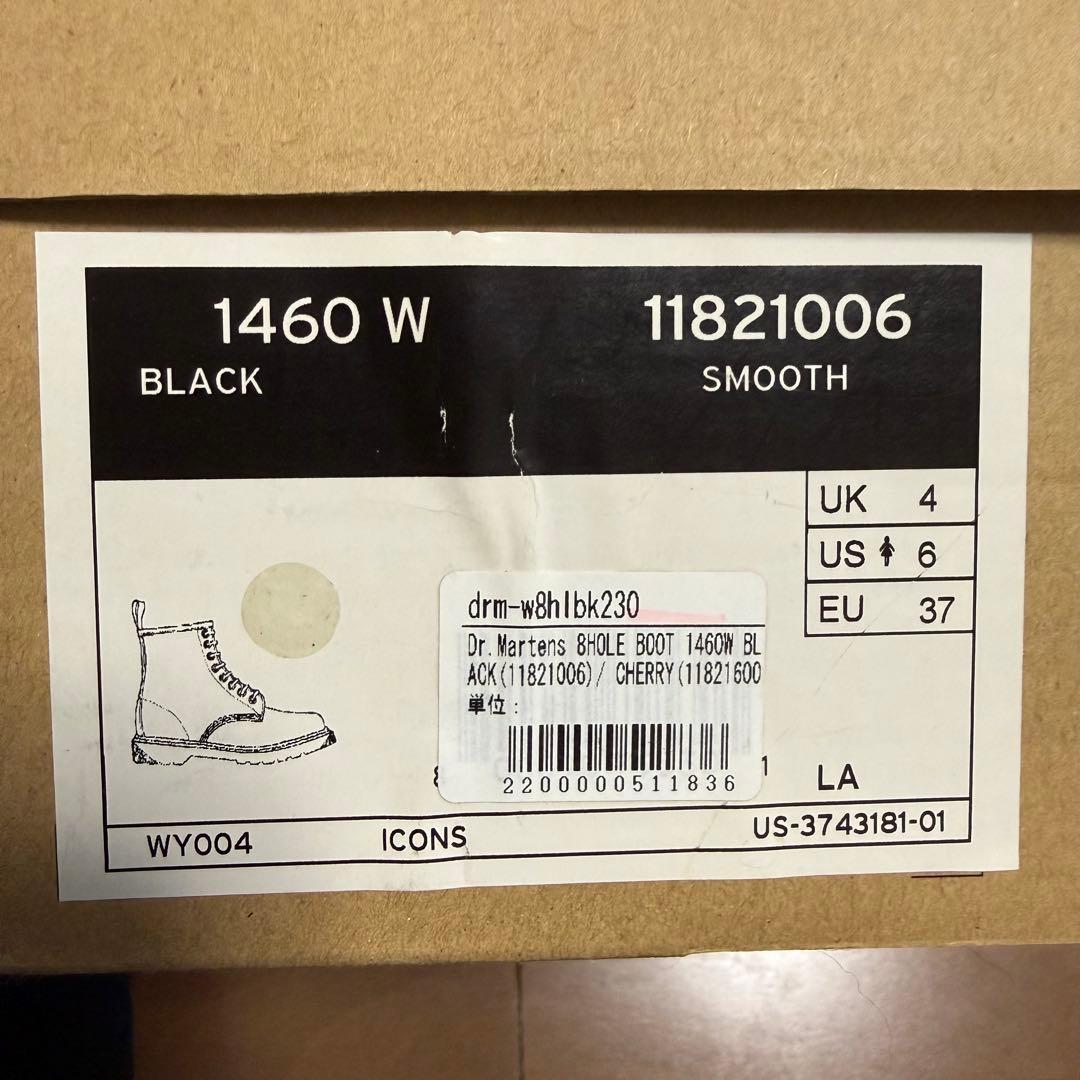 1460 W 11821006
BLACK SMOOTH
UK 4
US 6
EU 37
drm-w8hlbk230
Dr.Martens 8HOLE BOOT 1460W BL
ACK(11821006)/ CHERRY(11821600
単位:
2200000511836
LA
WY004 ICONS US-3743181-01